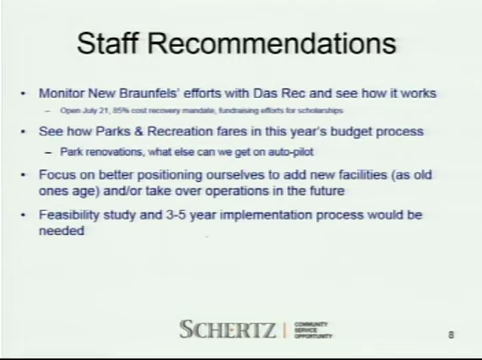 Staff Recommendations
• Monitor New Braunfels' efforts with Das Rec and see how it works
– Open July 21, 85% cost recovery mandate, fundraising efforts for scholarships
• See how Parks & Recreation fares in this year's budget process
– Park renovations, what else can we get on auto-pilot
• Focus on better positioning ourselves to add new facilities (as old
ones age) and/or take over operations in the future
• Feasibility study and 3-5 year implementation process would be
needed
SCHERTZ
COMMUNITY
SERVICE
OPPORTUNITY
8